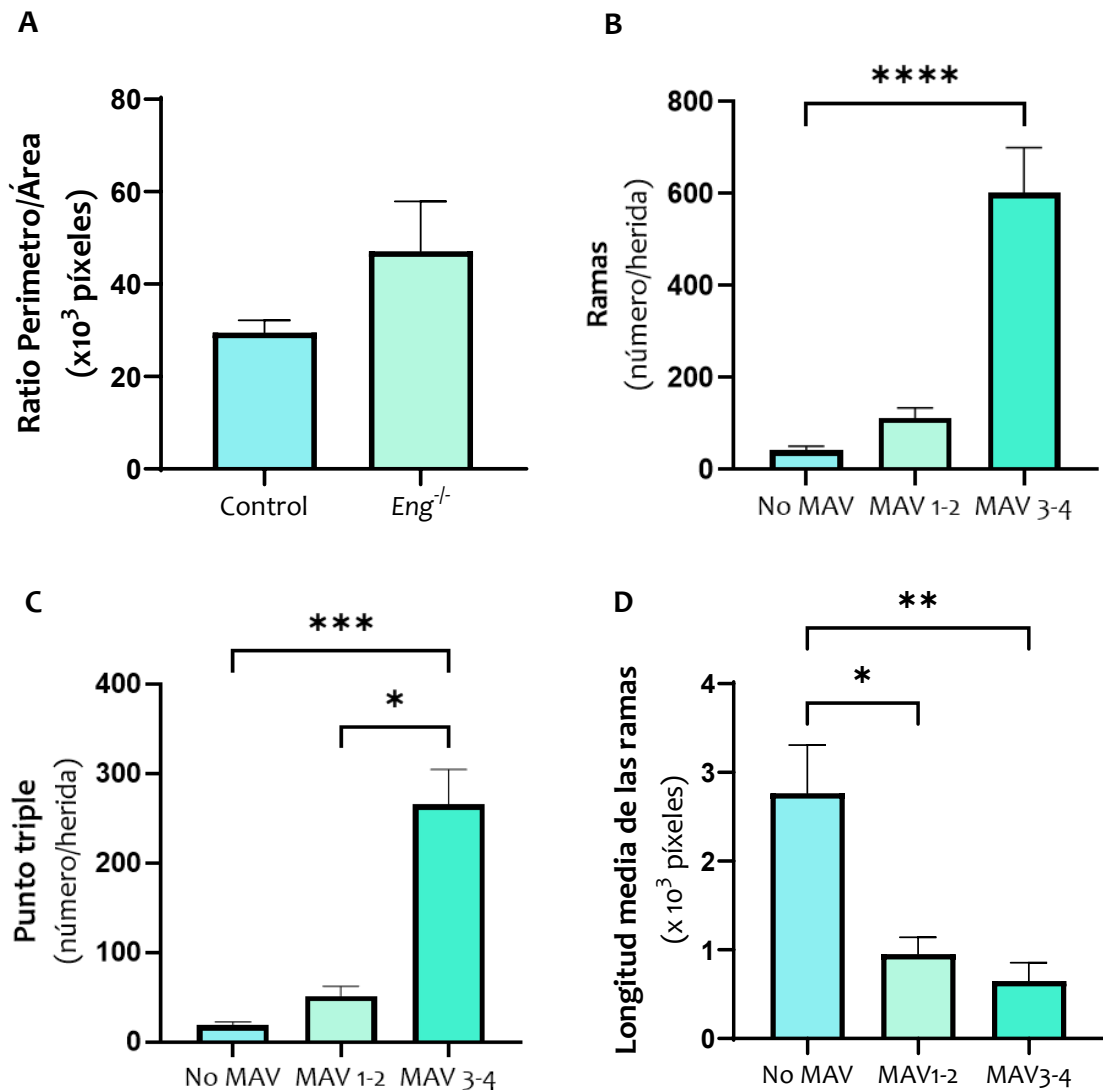 A
Ratio Perimetro/Área
(x10³ píxeles)
80
60
40
20
0
Control
Eng-/-
B
****
Ramas
(número/herida)
800
600
400
200
0
No MAV
MAV 1-2
MAV 3-4
C
***
*
Punto triple
(número/herida)
400
300
200
100
0
No MAV
MAV 1-2
MAV 3-4
D
**
*
Longitud media de las ramas
(x 10³ píxeles)
4
3
2
1
0
No MAV
MAV1-2
MAV3-4